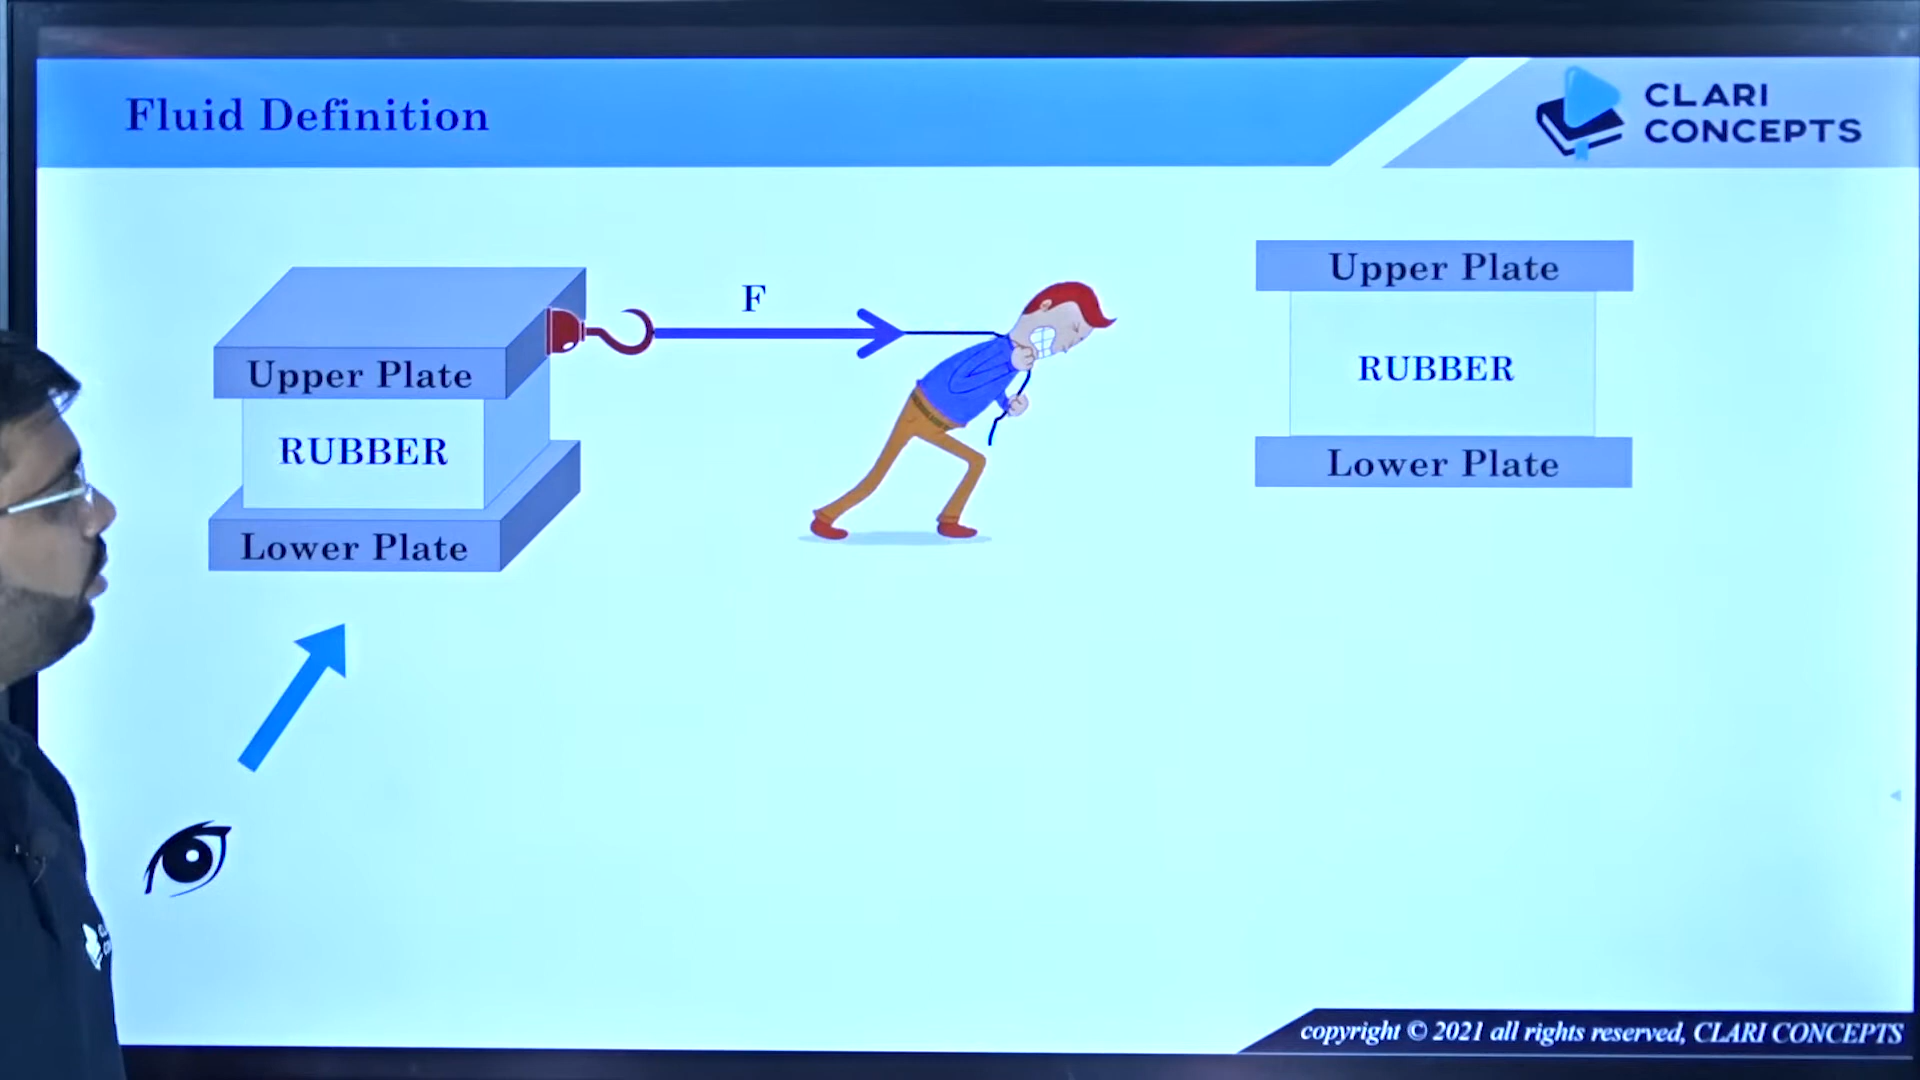 Fluid Definition
CLARI
CONCEPTS
F
Upper Plate
RUBBER
Lower Plate
Upper Plate
RUBBER
Lower Plate
copyright © 2021 all rights reserved, CLARI CONCEPTS